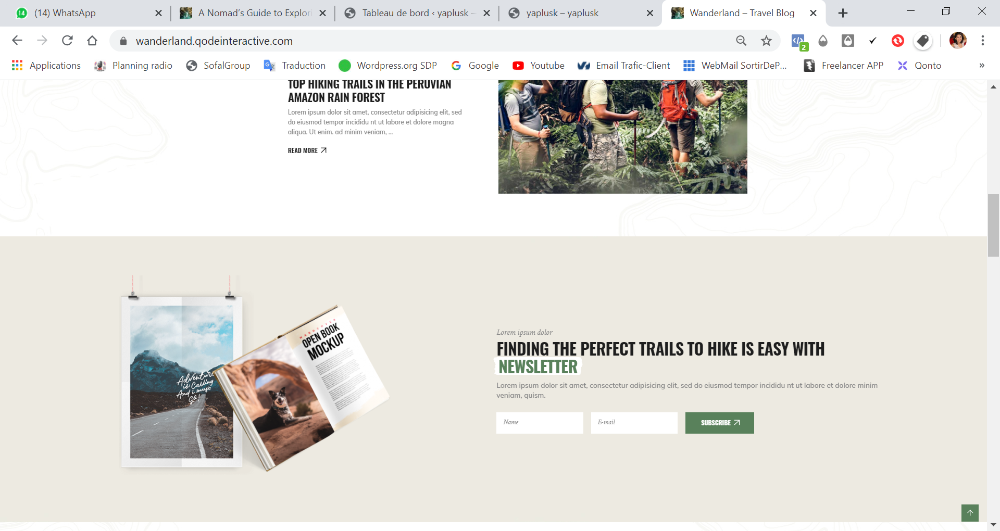 14 (14) WhatsApp
A Nomad's Guide to Explori
Tableau de bord ‹ yaplusk —
yaplusk – yaplusk
Wanderland – Travel Blog
wanderland.qodeinteractive.com
2
Applications
Planning radio
SofalGroup
Traduction
Wordpress.org SDP
Google
Youtube
Email Trafic-Client
WebMail SortirDeP...
Freelancer APP
Qonto
»
TOP HIKING TRAILS IN THE PERUVIAN
AMAZON RAIN FOREST
Lorem ipsum dolor sit amet, consectetur adipisicing elit, sed
do eiusmod tempor incididu nt ut labore et dolore magna
aliqua. Ut enim. ad minim veniam, ...
READ MORE
Adventure
is Calling
And i must
GO!
HARDCOVER
OPEN BOOK
MOCKUP
Lorem ipsum dolor
FINDING THE PERFECT TRAILS TO HIKE IS EASY WITH
NEWSLETTER
Lorem ipsum dolor sit amet, consectetur adipisicing elit, sed do eiusmod tempor incididu nt ut labore et dolore minim
veniam, quism.
Name
E-mail
SUBSCRIBE